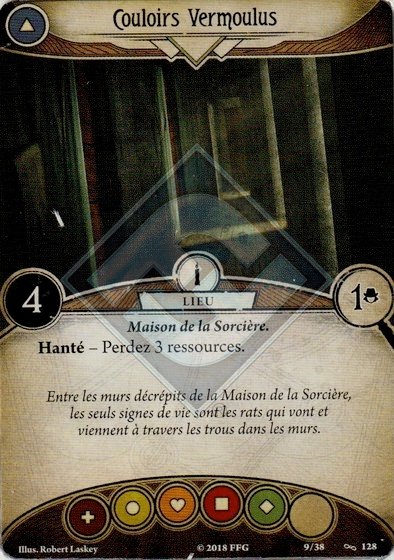 Couloirs Vermoulus
4
LIEU
1
Maison de la Sorcière.
Hanté – Perdez 3 ressources.
Entre les murs décrépits de la Maison de la Sorcière,
les seuls signes de vie sont les rats qui vont et
viennent à travers les trous dans les murs.
Illus. Robert Laskey
© 2018 FFG
9/38
128